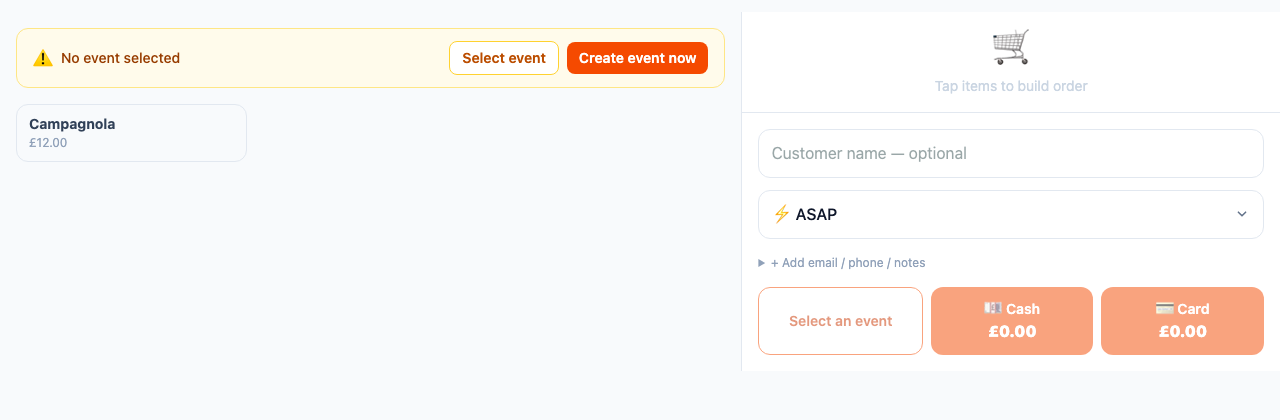 No event selected
Select event
Create event now
Campagnola
£12.00
Tap items to build order
Customer name — optional
ASAP
+ Add email / phone / notes
Select an event
Cash
£0.00
Card
£0.00